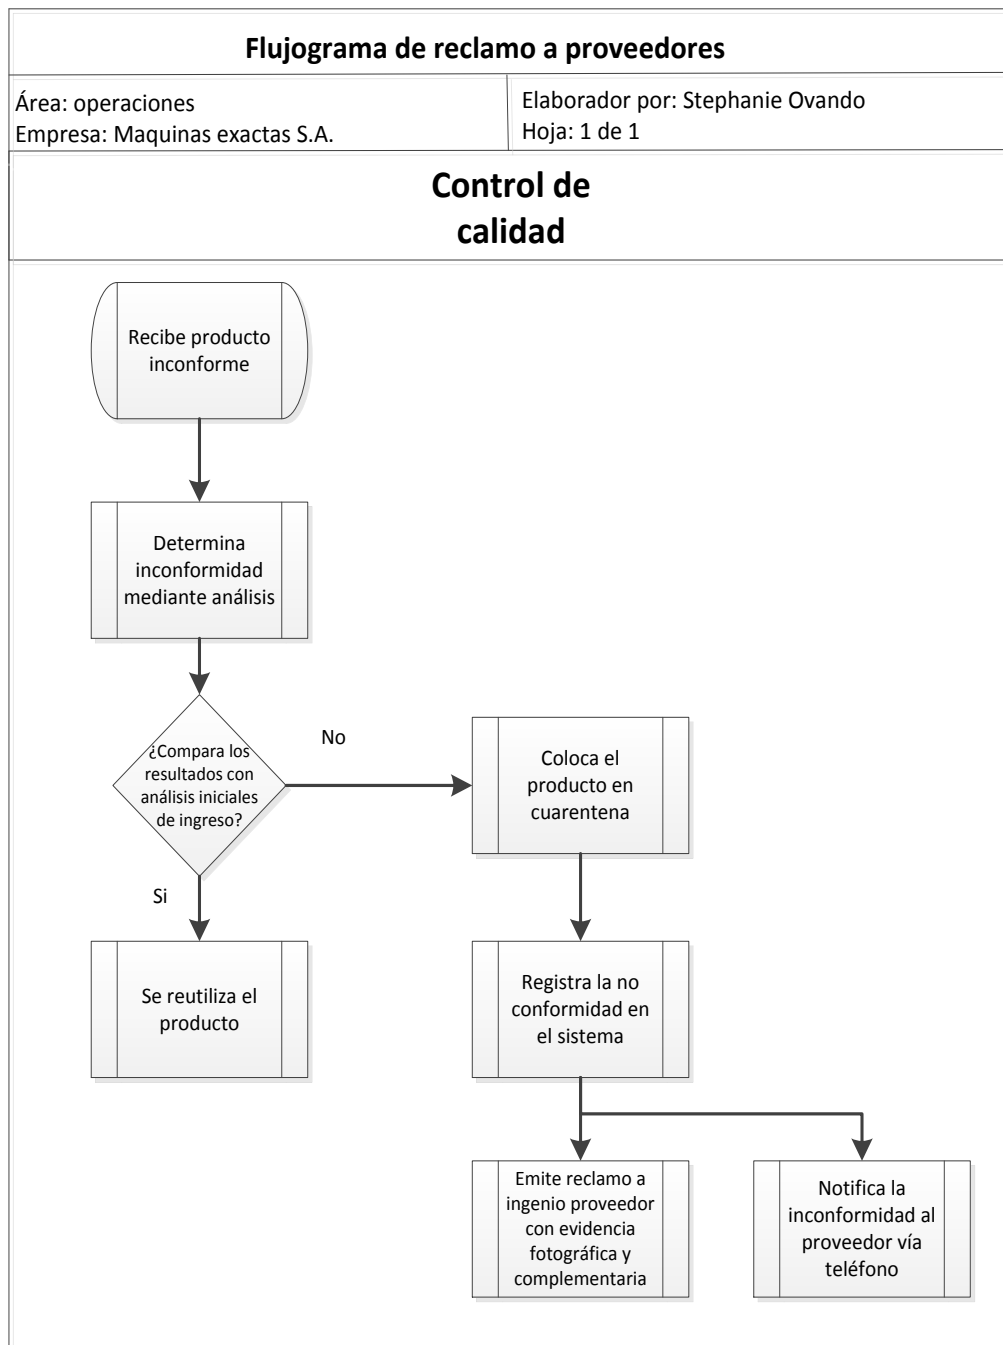 Flujograma de reclamo a proveedores
Área: operaciones
Empresa: Maquinas exactas S.A.
Elaborador por: Stephanie Ovando
Hoja: 1 de 1
Control de
calidad
Recibe producto
inconforme
Determina
inconformidad
mediante análisis
¿Compara los
resultados con
análisis iniciales
de ingreso?
No
Coloca el
producto en
cuarentena
Si
Se reutiliza el
producto
Registra la no
conformidad en
el sistema
Emite reclamo a
ingenio proveedor
con evidencia
fotográfica y
complementaria
Notifica la
inconformidad al
proveedor vía
teléfono